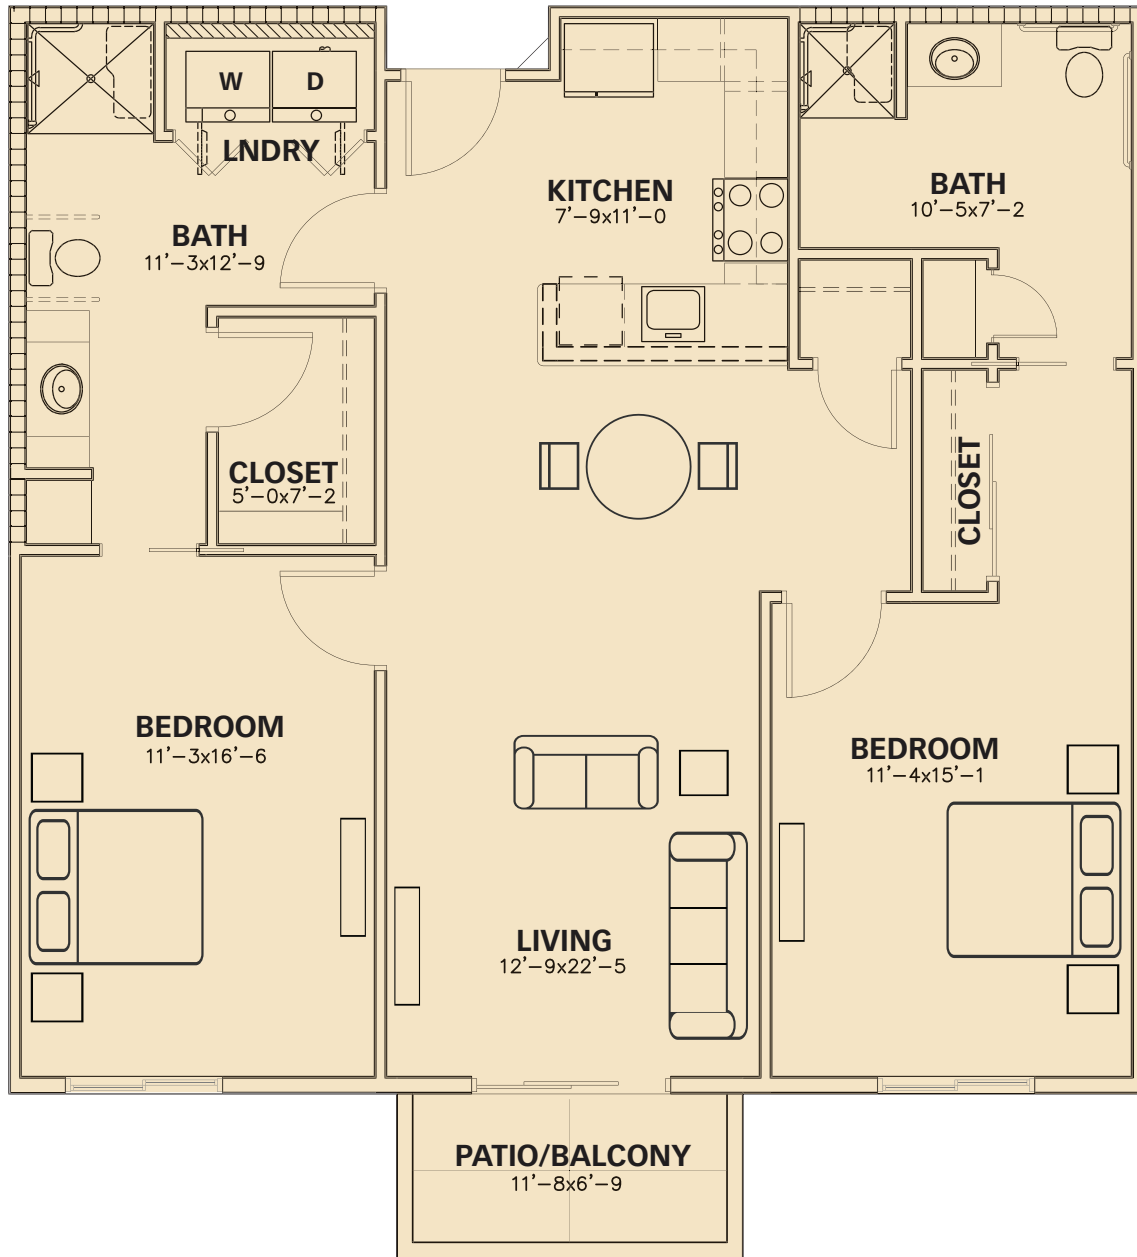 W
D
LNDRY
KITCHEN
7'-9x11'-0
BATH
10'-5x7'-2
BATH
11'-3x12'-9
CLOSET
5'-0x7'-2
CLOSET
BEDROOM
11'-3x16'-6
BEDROOM
11'-4x15'-1
LIVING
12'-9x22'-5
PATIO/BALCONY
11'-8x6'-9